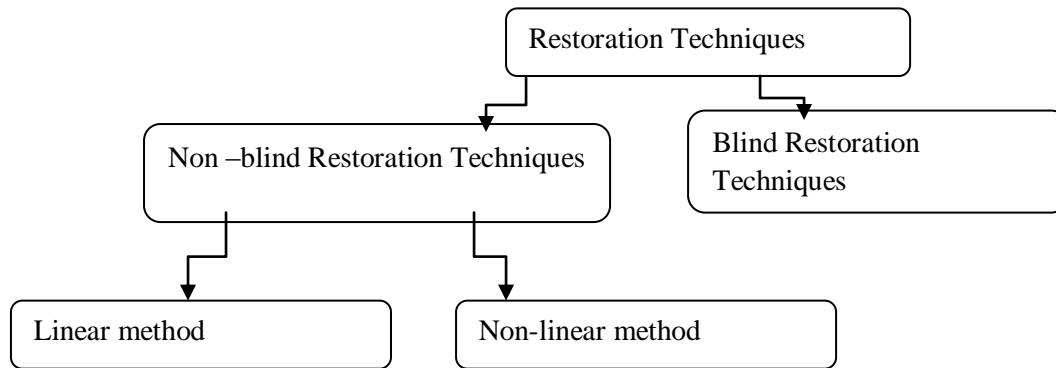 Restoration Techniques
Non –blind Restoration Techniques
Blind Restoration
Techniques
Linear method
Non-linear method